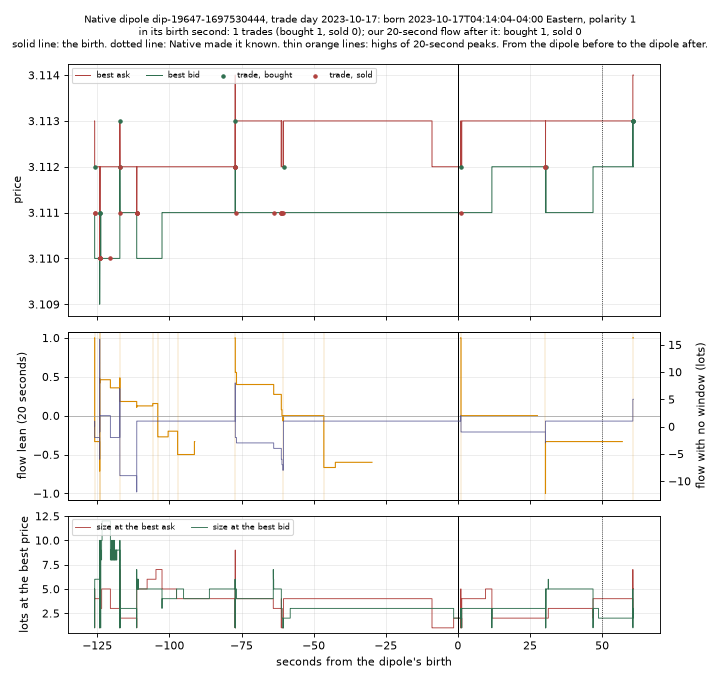 Native dipole dip-19647-1697530444, trade day 2023-10-17: born 2023-10-17T04:14:04-04:00 Eastern, polarity 1
in its birth second: 1 trades (bought 1, sold 0); our 20-second flow after it: bought 1, sold 0
solid line: the birth. dotted line: Native made it known. thin orange lines: highs of 20-second peaks. From the dipole before to the dipole after.
best ask best bid trade, bought trade, sold
3.114
3.113
3.112
3.111
3.110
3.109
price
1.0
0.5
0.0
−0.5
−1.0
flow lean (20 seconds)
15
10
5
0
−5
−10
flow with no window (lots)
size at the best ask size at the best bid
12.5
10.0
7.5
5.0
2.5
lots at the best price
−125 −100 −75 −50 −25 0 25 50
seconds from the dipole's birth